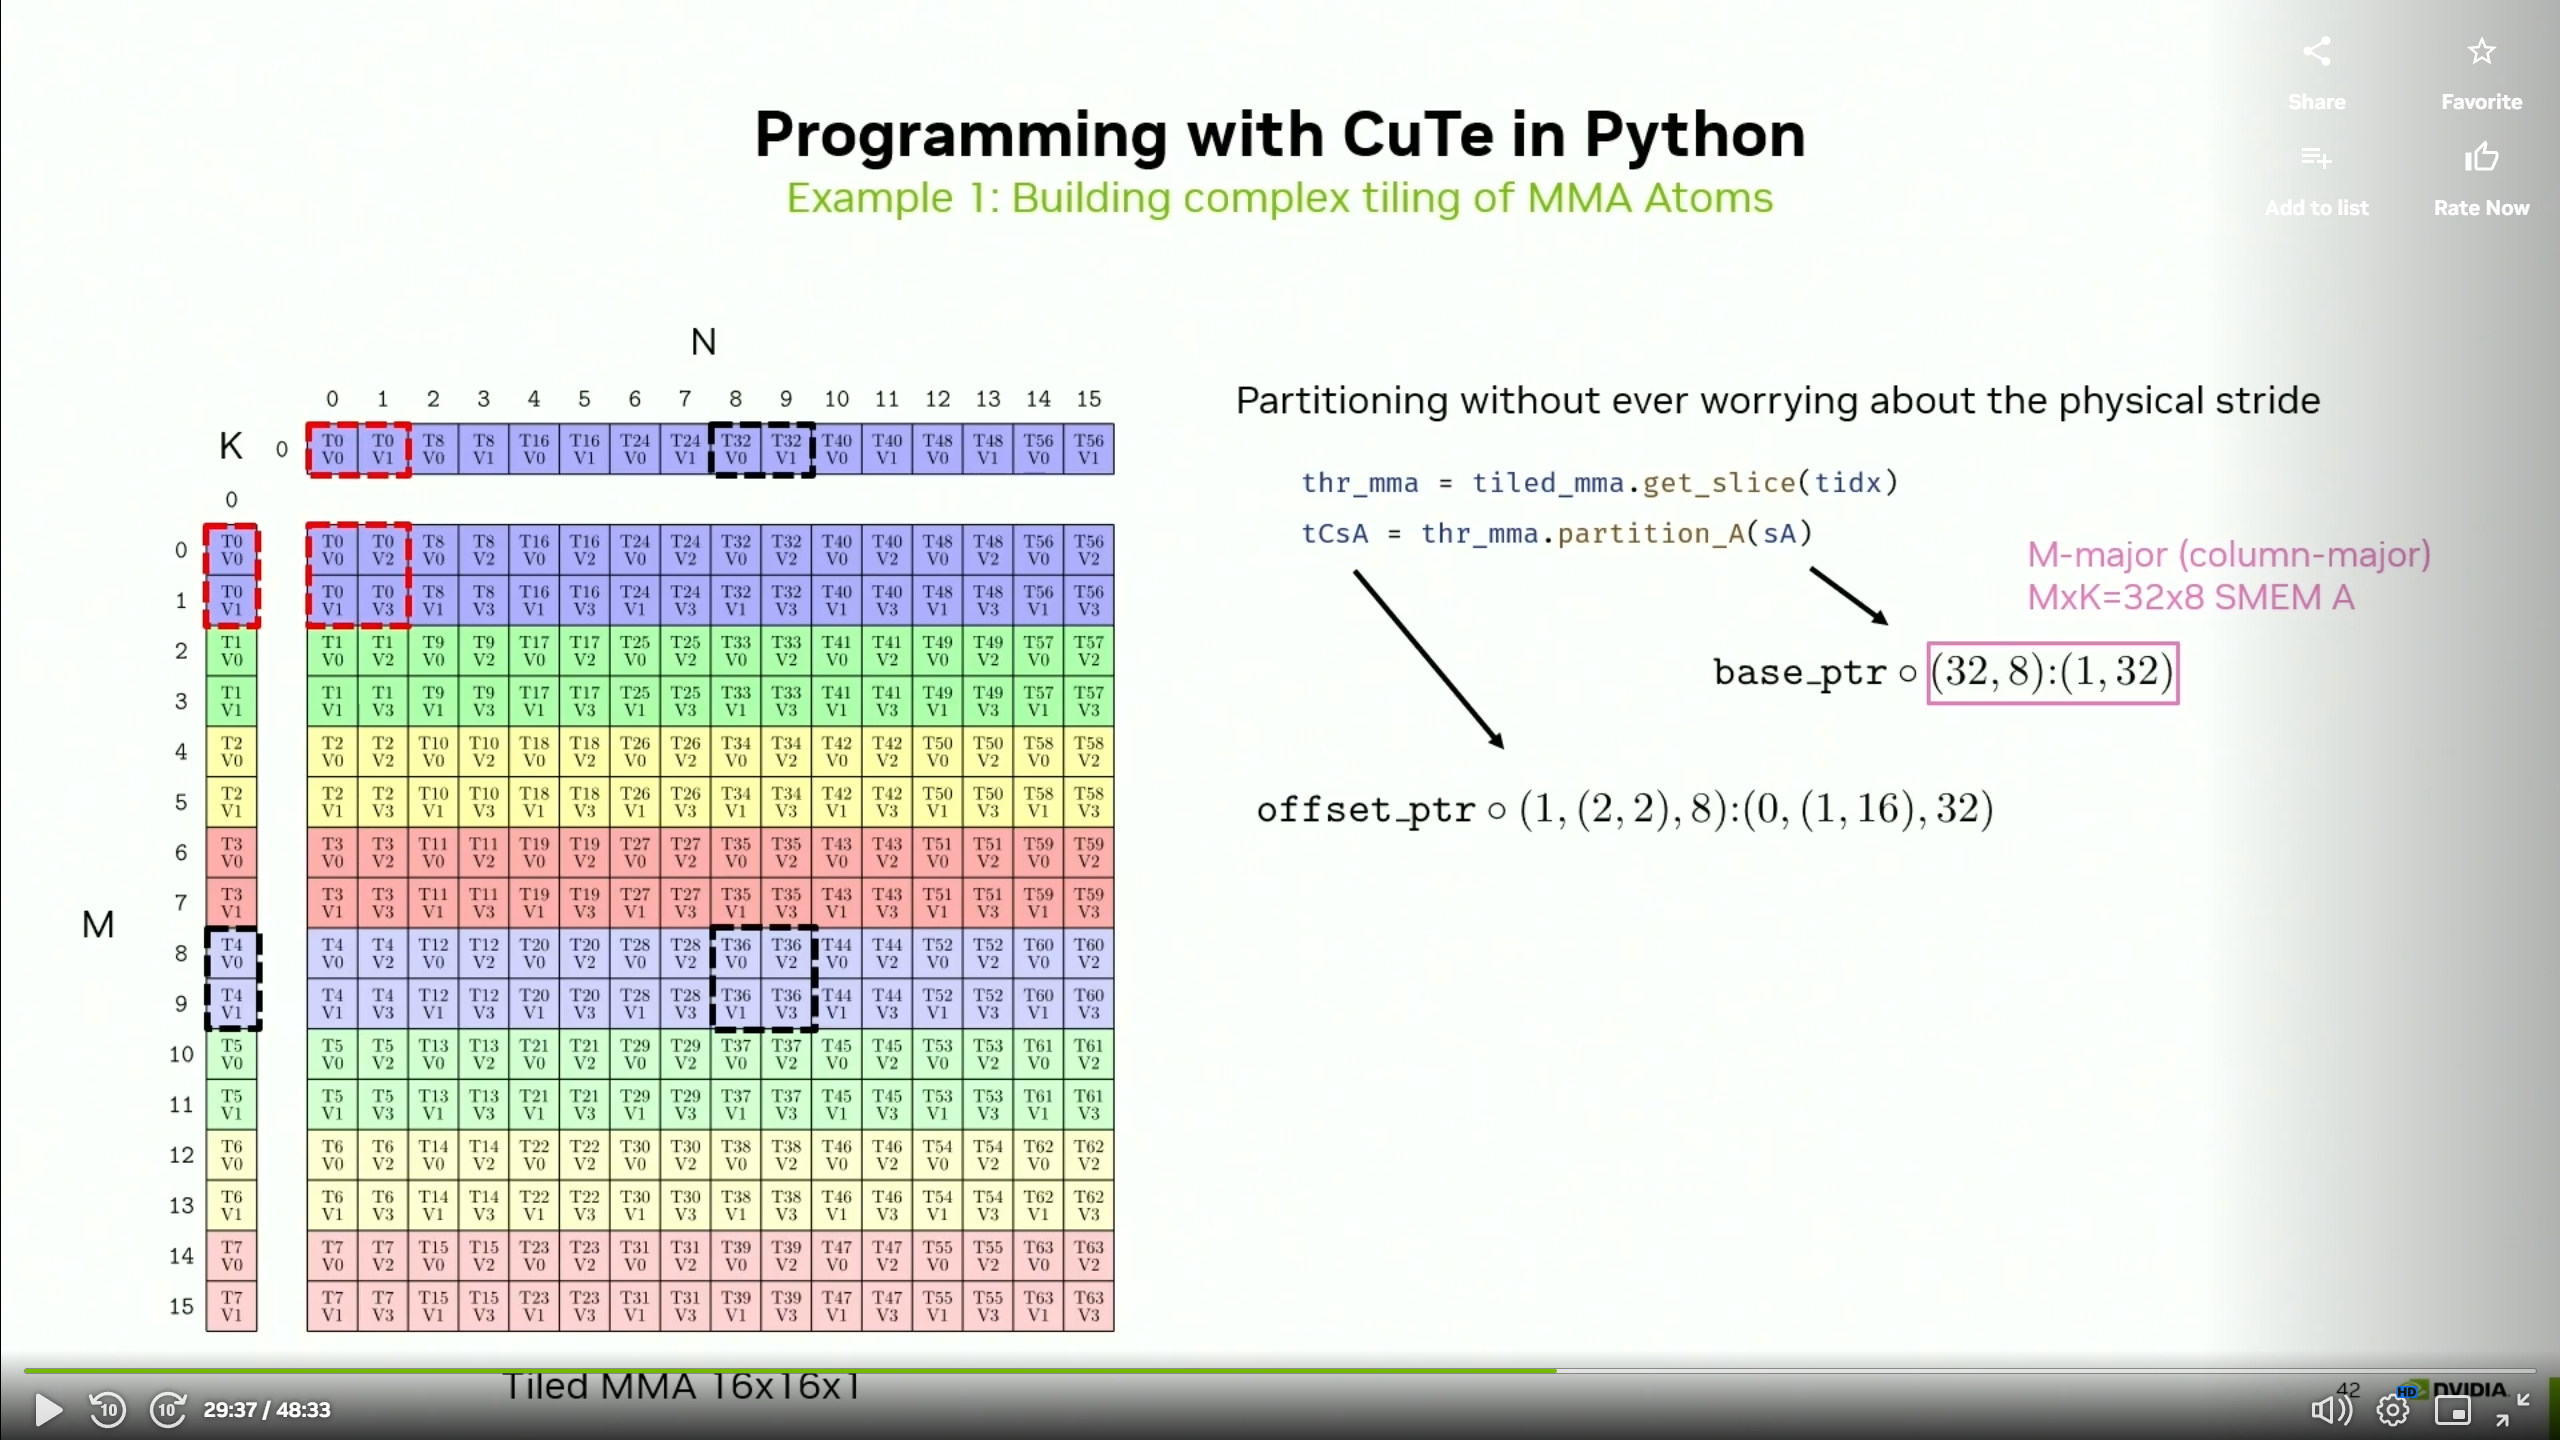 Share
Favorite
Add to list
Rate Now
Programming with CuTe in Python
Example 1: Building complex tiling of MMA Atoms
N
0 1 2 3 4 5 6 7 8 9 10 11 12 13 14 15
K 0
T0 T0 T8 T8 T16 T16 T24 T24 T32 T32 T40 T40 T48 T48 T56 T56
V0 V1 V0 V1 V0 V1 V0 V1 V0 V1 V0 V1 V0 V1 V0 V1
0
M
0 T0 T0 T0 T8 T8 T16 T16 T24 T24 T32 T32 T40 T40 T48 T48 T56 T56
V0 V0 V2 V0 V2 V0 V2 V0 V2 V0 V2 V0 V2 V0 V2 V0 V2
1 T0 T0 T0 T8 T8 T16 T16 T24 T24 T32 T32 T40 T40 T48 T48 T56 T56
V1 V1 V3 V1 V3 V1 V3 V1 V3 V1 V3 V1 V3 V1 V3 V1 V3
2 T1 T1 T1 T9 T9 T17 T17 T25 T25 T33 T33 T41 T41 T49 T49 T57 T57
V0 V0 V2 V0 V2 V0 V2 V0 V2 V0 V2 V0 V2 V0 V2 V0 V2
3 T1 T1 T1 T9 T9 T17 T17 T25 T25 T33 T33 T41 T41 T49 T49 T57 T57
V1 V1 V3 V1 V3 V1 V3 V1 V3 V1 V3 V1 V3 V1 V3 V1 V3
4 T2 T2 T2 T10 T10 T18 T18 T26 T26 T34 T34 T42 T42 T50 T50 T58 T58
V0 V0 V2 V0 V2 V0 V2 V0 V2 V0 V2 V0 V2 V0 V2 V0 V2
5 T2 T2 T2 T10 T10 T18 T18 T26 T26 T34 T34 T42 T42 T50 T50 T58 T58
V1 V1 V3 V1 V3 V1 V3 V1 V3 V1 V3 V1 V3 V1 V3 V1 V3
6 T3 T3 T3 T11 T11 T19 T19 T27 T27 T35 T35 T43 T43 T51 T51 T59 T59
V0 V0 V2 V0 V2 V0 V2 V0 V2 V0 V2 V0 V2 V0 V2 V0 V2
7 T3 T3 T3 T11 T11 T19 T19 T27 T27 T35 T35 T43 T43 T51 T51 T59 T59
V1 V1 V3 V1 V3 V1 V3 V1 V3 V1 V3 V1 V3 V1 V3 V1 V3
8 T4 T4 T4 T12 T12 T20 T20 T28 T28 T36 T36 T44 T44 T52 T52 T60 T60
V0 V0 V2 V0 V2 V0 V2 V0 V2 V0 V2 V0 V2 V0 V2 V0 V2
9 T4 T4 T4 T12 T12 T20 T20 T28 T28 T36 T36 T44 T44 T52 T52 T60 T60
V1 V1 V3 V1 V3 V1 V3 V1 V3 V1 V3 V1 V3 V1 V3 V1 V3
10 T5 T5 T5 T13 T13 T21 T21 T29 T29 T37 T37 T45 T45 T53 T53 T61 T61
V0 V0 V2 V0 V2 V0 V2 V0 V2 V0 V2 V0 V2 V0 V2 V0 V2
11 T5 T5 T5 T13 T13 T21 T21 T29 T29 T37 T37 T45 T45 T53 T53 T61 T61
V1 V1 V3 V1 V3 V1 V3 V1 V3 V1 V3 V1 V3 V1 V3 V1 V3
12 T6 T6 T6 T14 T14 T22 T22 T30 T30 T38 T38 T46 T46 T54 T54 T62 T62
V0 V0 V2 V0 V2 V0 V2 V0 V2 V0 V2 V0 V2 V0 V2 V0 V2
13 T6 T6 T6 T14 T14 T22 T22 T30 T30 T38 T38 T46 T46 T54 T54 T62 T62
V1 V1 V3 V1 V3 V1 V3 V1 V3 V1 V3 V1 V3 V1 V3 V1 V3
14 T7 T7 T7 T15 T15 T23 T23 T31 T31 T39 T39 T47 T47 T55 T55 T63 T63
V0 V0 V2 V0 V2 V0 V2 V0 V2 V0 V2 V0 V2 V0 V2 V0 V2
15 T7 T7 T7 T15 T15 T23 T23 T31 T31 T39 T39 T47 T47 T55 T55 T63 T63
V1 V1 V3 V1 V3 V1 V3 V1 V3 V1 V3 V1 V3 V1 V3 V1 V3
Tiled MMA 16x16x1
Partitioning without ever worrying about the physical stride
thr_mma = tiled_mma.get_slice(tidx)
tCsA = thr_mma.partition_A(sA)
M-major (column-major)
MxK=32x8 SMEM A
base_ptr ∘ (32, 8):(1, 32)
offset_ptr ∘ (1, (2, 2), 8):(0, (1, 16), 32)
10
10
29:37 / 48:33
42
HD
NVIDIA